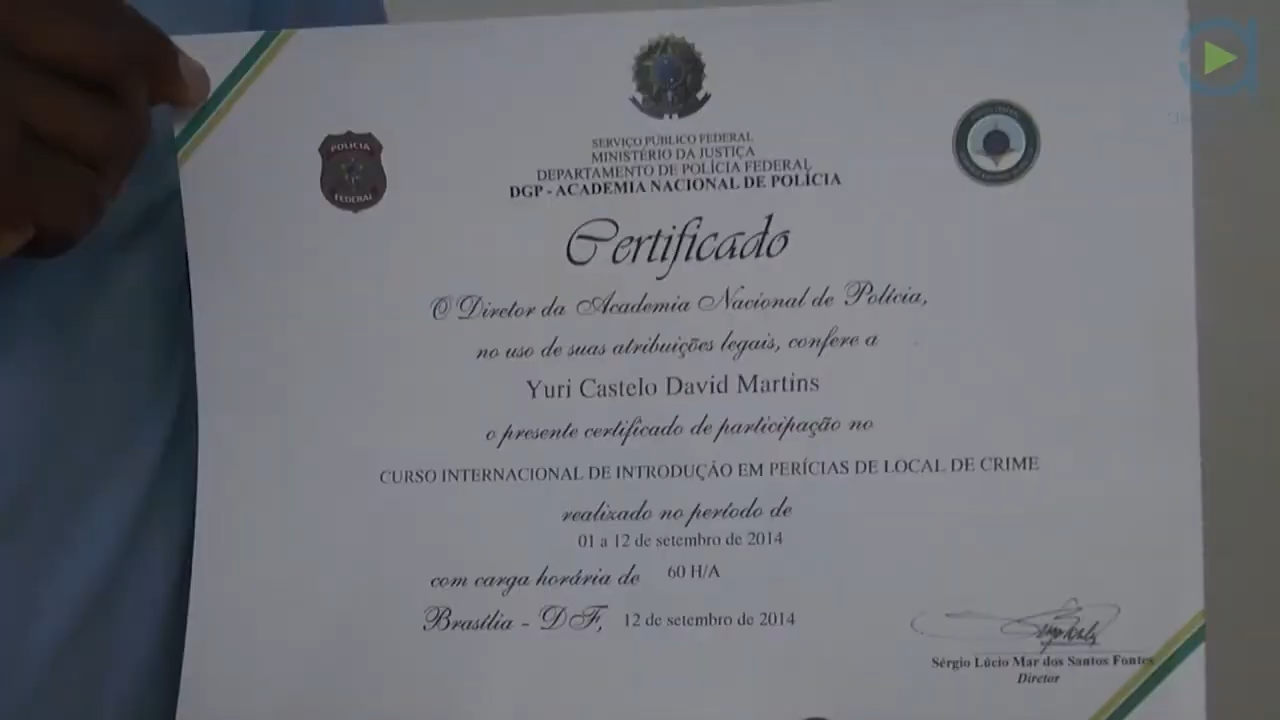 POLÍCIA
FEDERAL
SERVIÇO PÚBLICO FEDERAL
MINISTÉRIO DA JUSTIÇA
DEPARTAMENTO DE POLÍCIA FEDERAL
DGP - ACADEMIA NACIONAL DE POLÍCIA
Certificado
O Diretor da Academia Nacional de Polícia,
no uso de suas atribuições legais, confere a
Yuri Castelo David Martins
o presente certificado de participação no
CURSO INTERNACIONAL DE INTRODUÇÃO EM PERÍCIAS DE LOCAL DE CRIME
realizado no período de
01 a 12 de setembro de 2014
com carga horária de 60 H/A
Brasília - DF, 12 de setembro de 2014
Sérgio Lúcio Mar dos Santos Fontes
Diretor